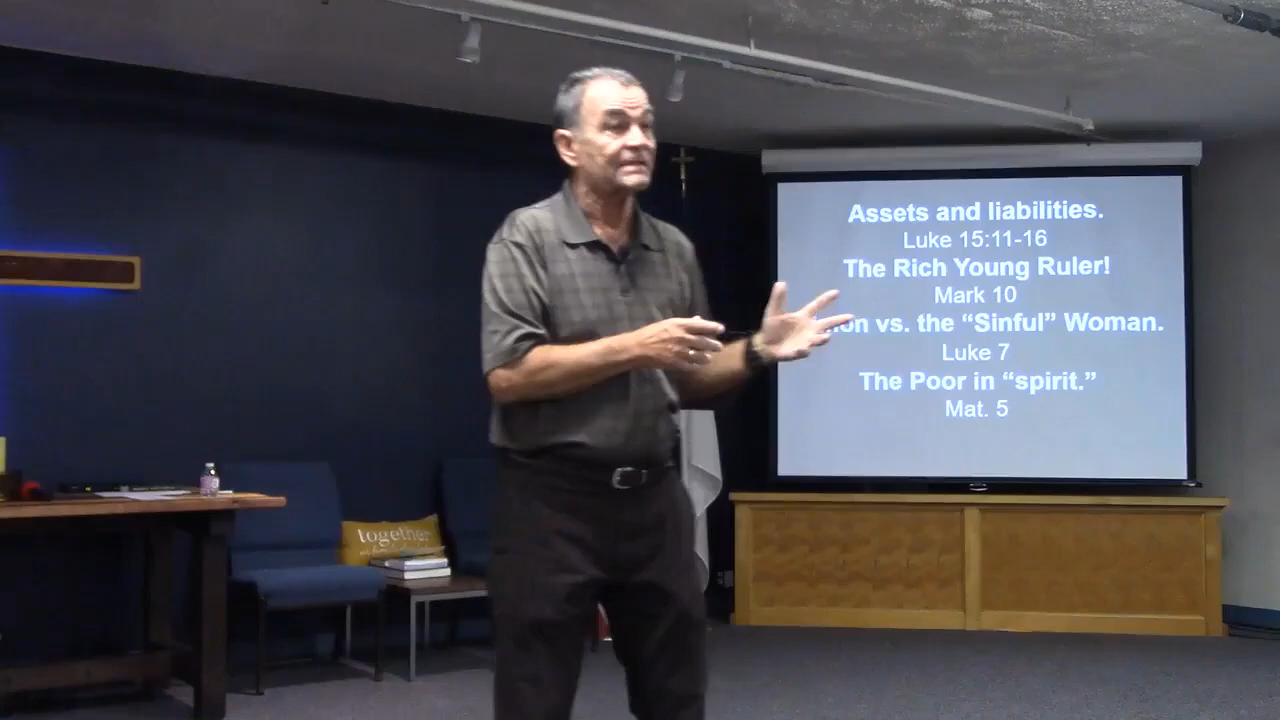 Assets and liabilities.
Luke 15:11-16
The Rich Young Ruler!
Mark 10
vs. the “Sinful” Woman.
Luke 7
The Poor in “spirit.”
Mat. 5
together